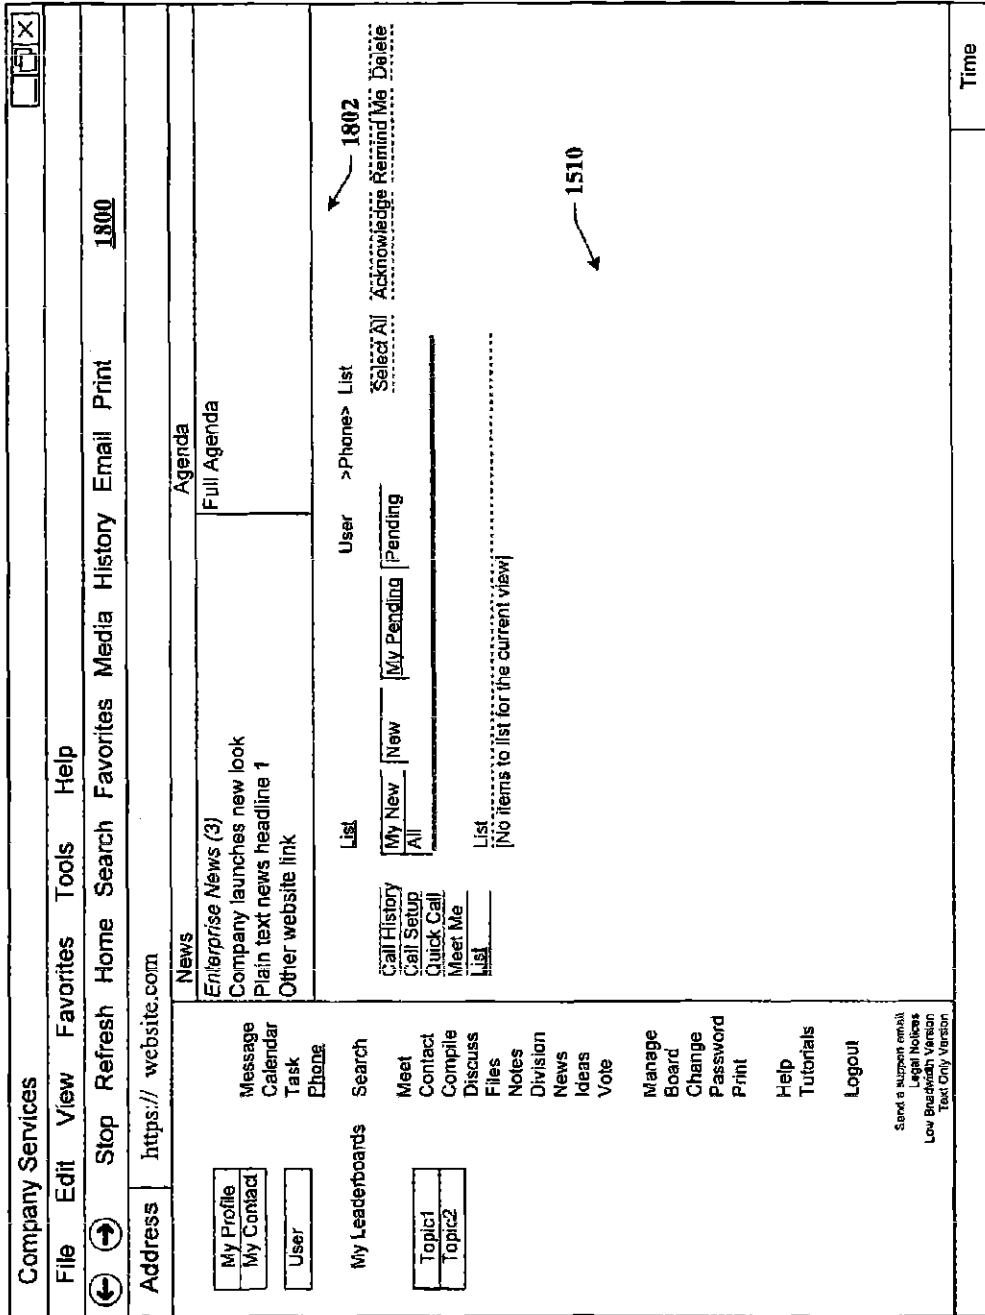 Company Services
File Edit View Favorites Tools Help
Stop Refresh Home Search Favorites Media History Email Print 1800
Address https:// website.com
News Agenda
Enterprise News (3) Full Agenda
Company launches new look
Plain text news headline 1
Other website link
My Profile
My Contact
User
My Leaderboards
Topic1
Topic2
Message
Calendar
Task
Phone
Search
Meet
Contact
Compile
Discuss
Files
Notes
Division
News
Ideas
Vote
Manage
Board
Change
Password
Print
Help
Tutorials
Logout
Send a support email
Legal Notices
Low Bradwidth Version
Text Only Version
List User >Phone> List
1802
Select All Acknowledge Remind Me Delete
Call History
Call Setup
Quick Call
Meet Me
List
My New New My Pending Pending
All
List
[No items to list for the current view]
1510
Time